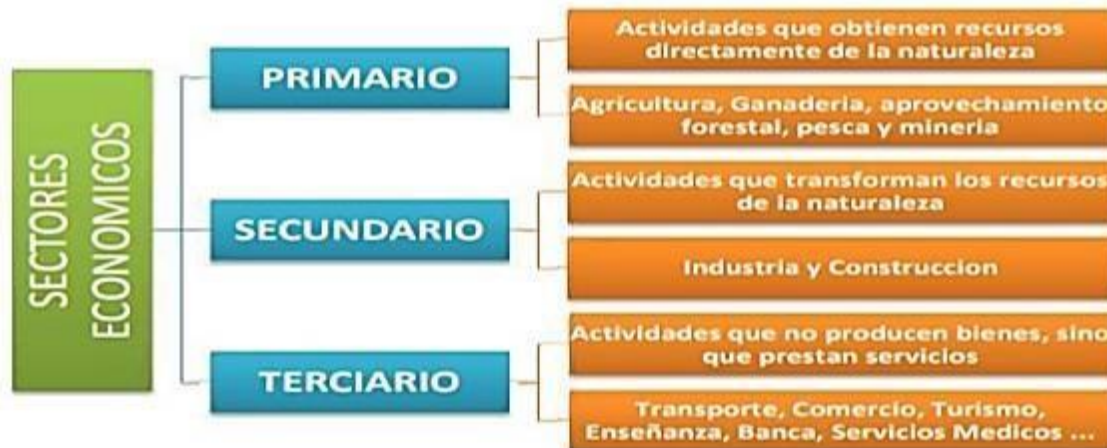 SECTORES
ECONOMICOS
PRIMARIO
Actividades que obtienen recursos
directamente de la naturaleza
Agricultura, Ganaderia, aprovechamiento
forestal, pesca y mineria
SECUNDARIO
Actividades que transforman los recursos
de la naturaleza
Industria y Construccion
TERCIARIO
Actividades que no producen bienes, sino
que prestan servicios
Transporte, Comercio, Turismo,
Enseñanza, Banca, Servicios Medicos ...